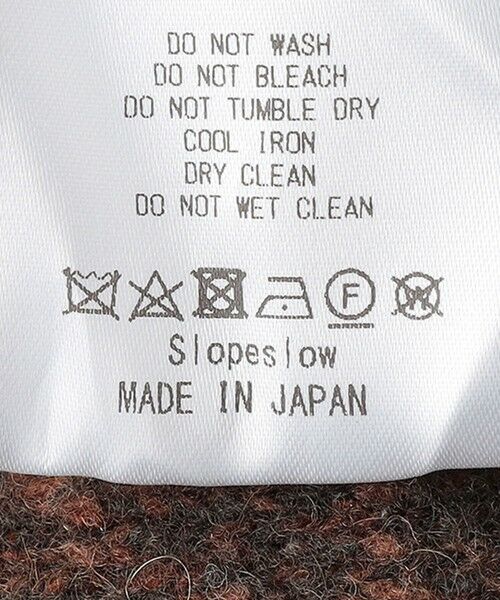 DO NOT WASH
DO NOT BLEACH
DO NOT TUMBLE DRY
COOL IRON
DRY CLEAN
DO NOT WET CLEAN
F W
Slopeslow
MADE IN JAPAN